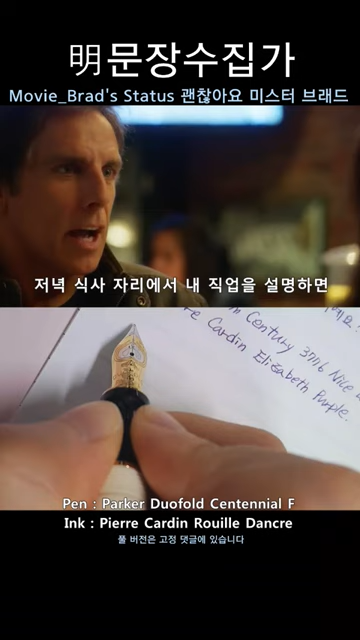 明문장수집가
Movie_Brad's Status 괜찮아요 미스터 브래드
저녁 식사 자리에서 내 직업을 설명하면
Century 3776 Nice
Cardin Elizabeth Purple.
Pen : Parker Duofold Centennial F
Ink : Pierre Cardin Rouille Dancre
풀 버전은 고정 댓글에 있습니다